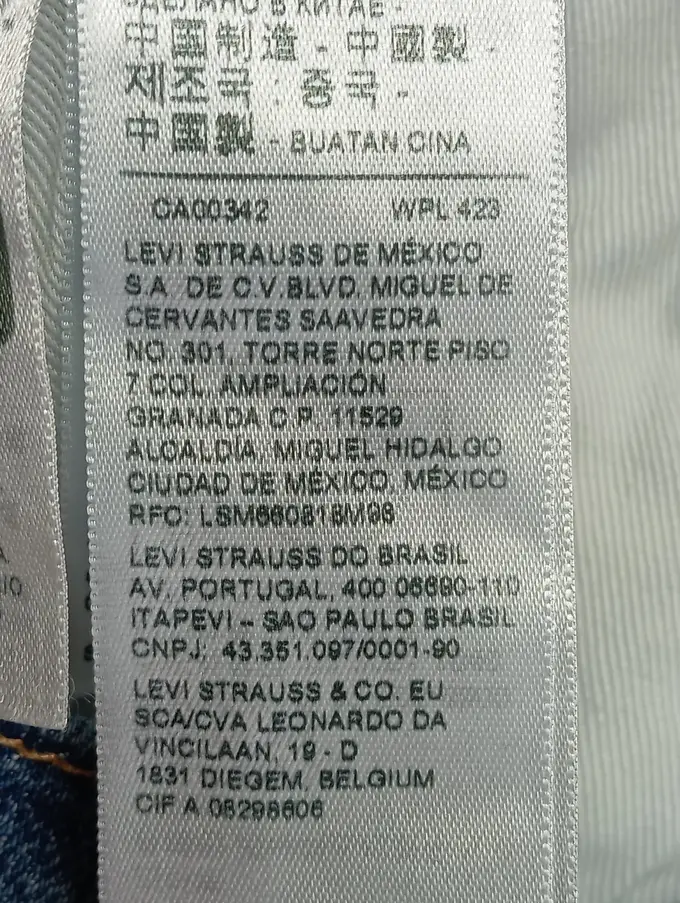 СДЕЛАНО В КИТАЕ -
中国制造 - 中國製 -
제조국 : 중국 -
中國製 - BUATAN CINA
CA00342 WPL 423
LEVI STRAUSS DE MÉXICO
S.A. DE C.V.BLVD. MIGUEL DE
CERVANTES SAAVEDRA
NO. 301, TORRE NORTE PISO
7 COL. AMPLIACIÓN
GRANADA C.P. 11529
ALCALDÍA. MIGUEL HIDALGO
CIUDAD DE MÉXICO, MÉXICO
RFC: LSM660818M98
LEVI STRAUSS DO BRASIL
AV. PORTUGAL, 400 06690-110
ITAPEVI – SAO PAULO BRASIL
CNPJ: 43.351.097/0001-90
LEVI STRAUSS & CO. EU
SCA/CVA LEONARDO DA
VINCILAAN, 19 - D
1831 DIEGEM, BELGIUM
CIF A 08298606